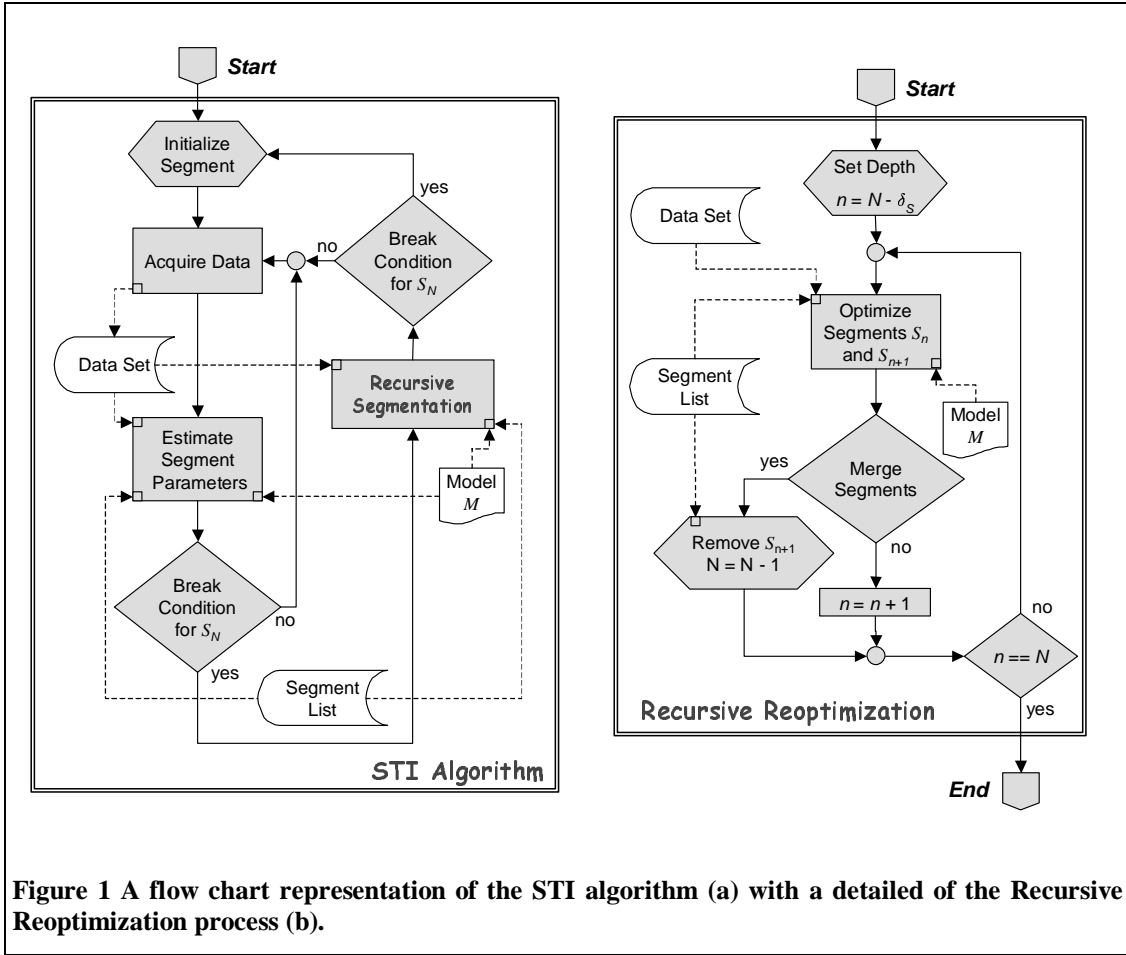 Start
Initialize
Segment
yes
no
Break
Condition
for S_N
Acquire Data
Data Set
Recursive
Segmentation
Estimate
Segment
Parameters
Model
M
Break
Condition
for S_N
no
yes
Segment
List
STI Algorithm
Start
Set Depth
n = N - δ_S
Data Set
Optimize
Segments S_n
and S_{n+1}
Segment
List
Model
M
yes
Merge
Segments
Remove S_{n+1}
N = N - 1
no
n = n + 1
no
n == N
Recursive Reoptimization
yes
End
Figure 1 A flow chart representation of the STI algorithm (a) with a detailed of the Recursive
Reoptimization process (b).